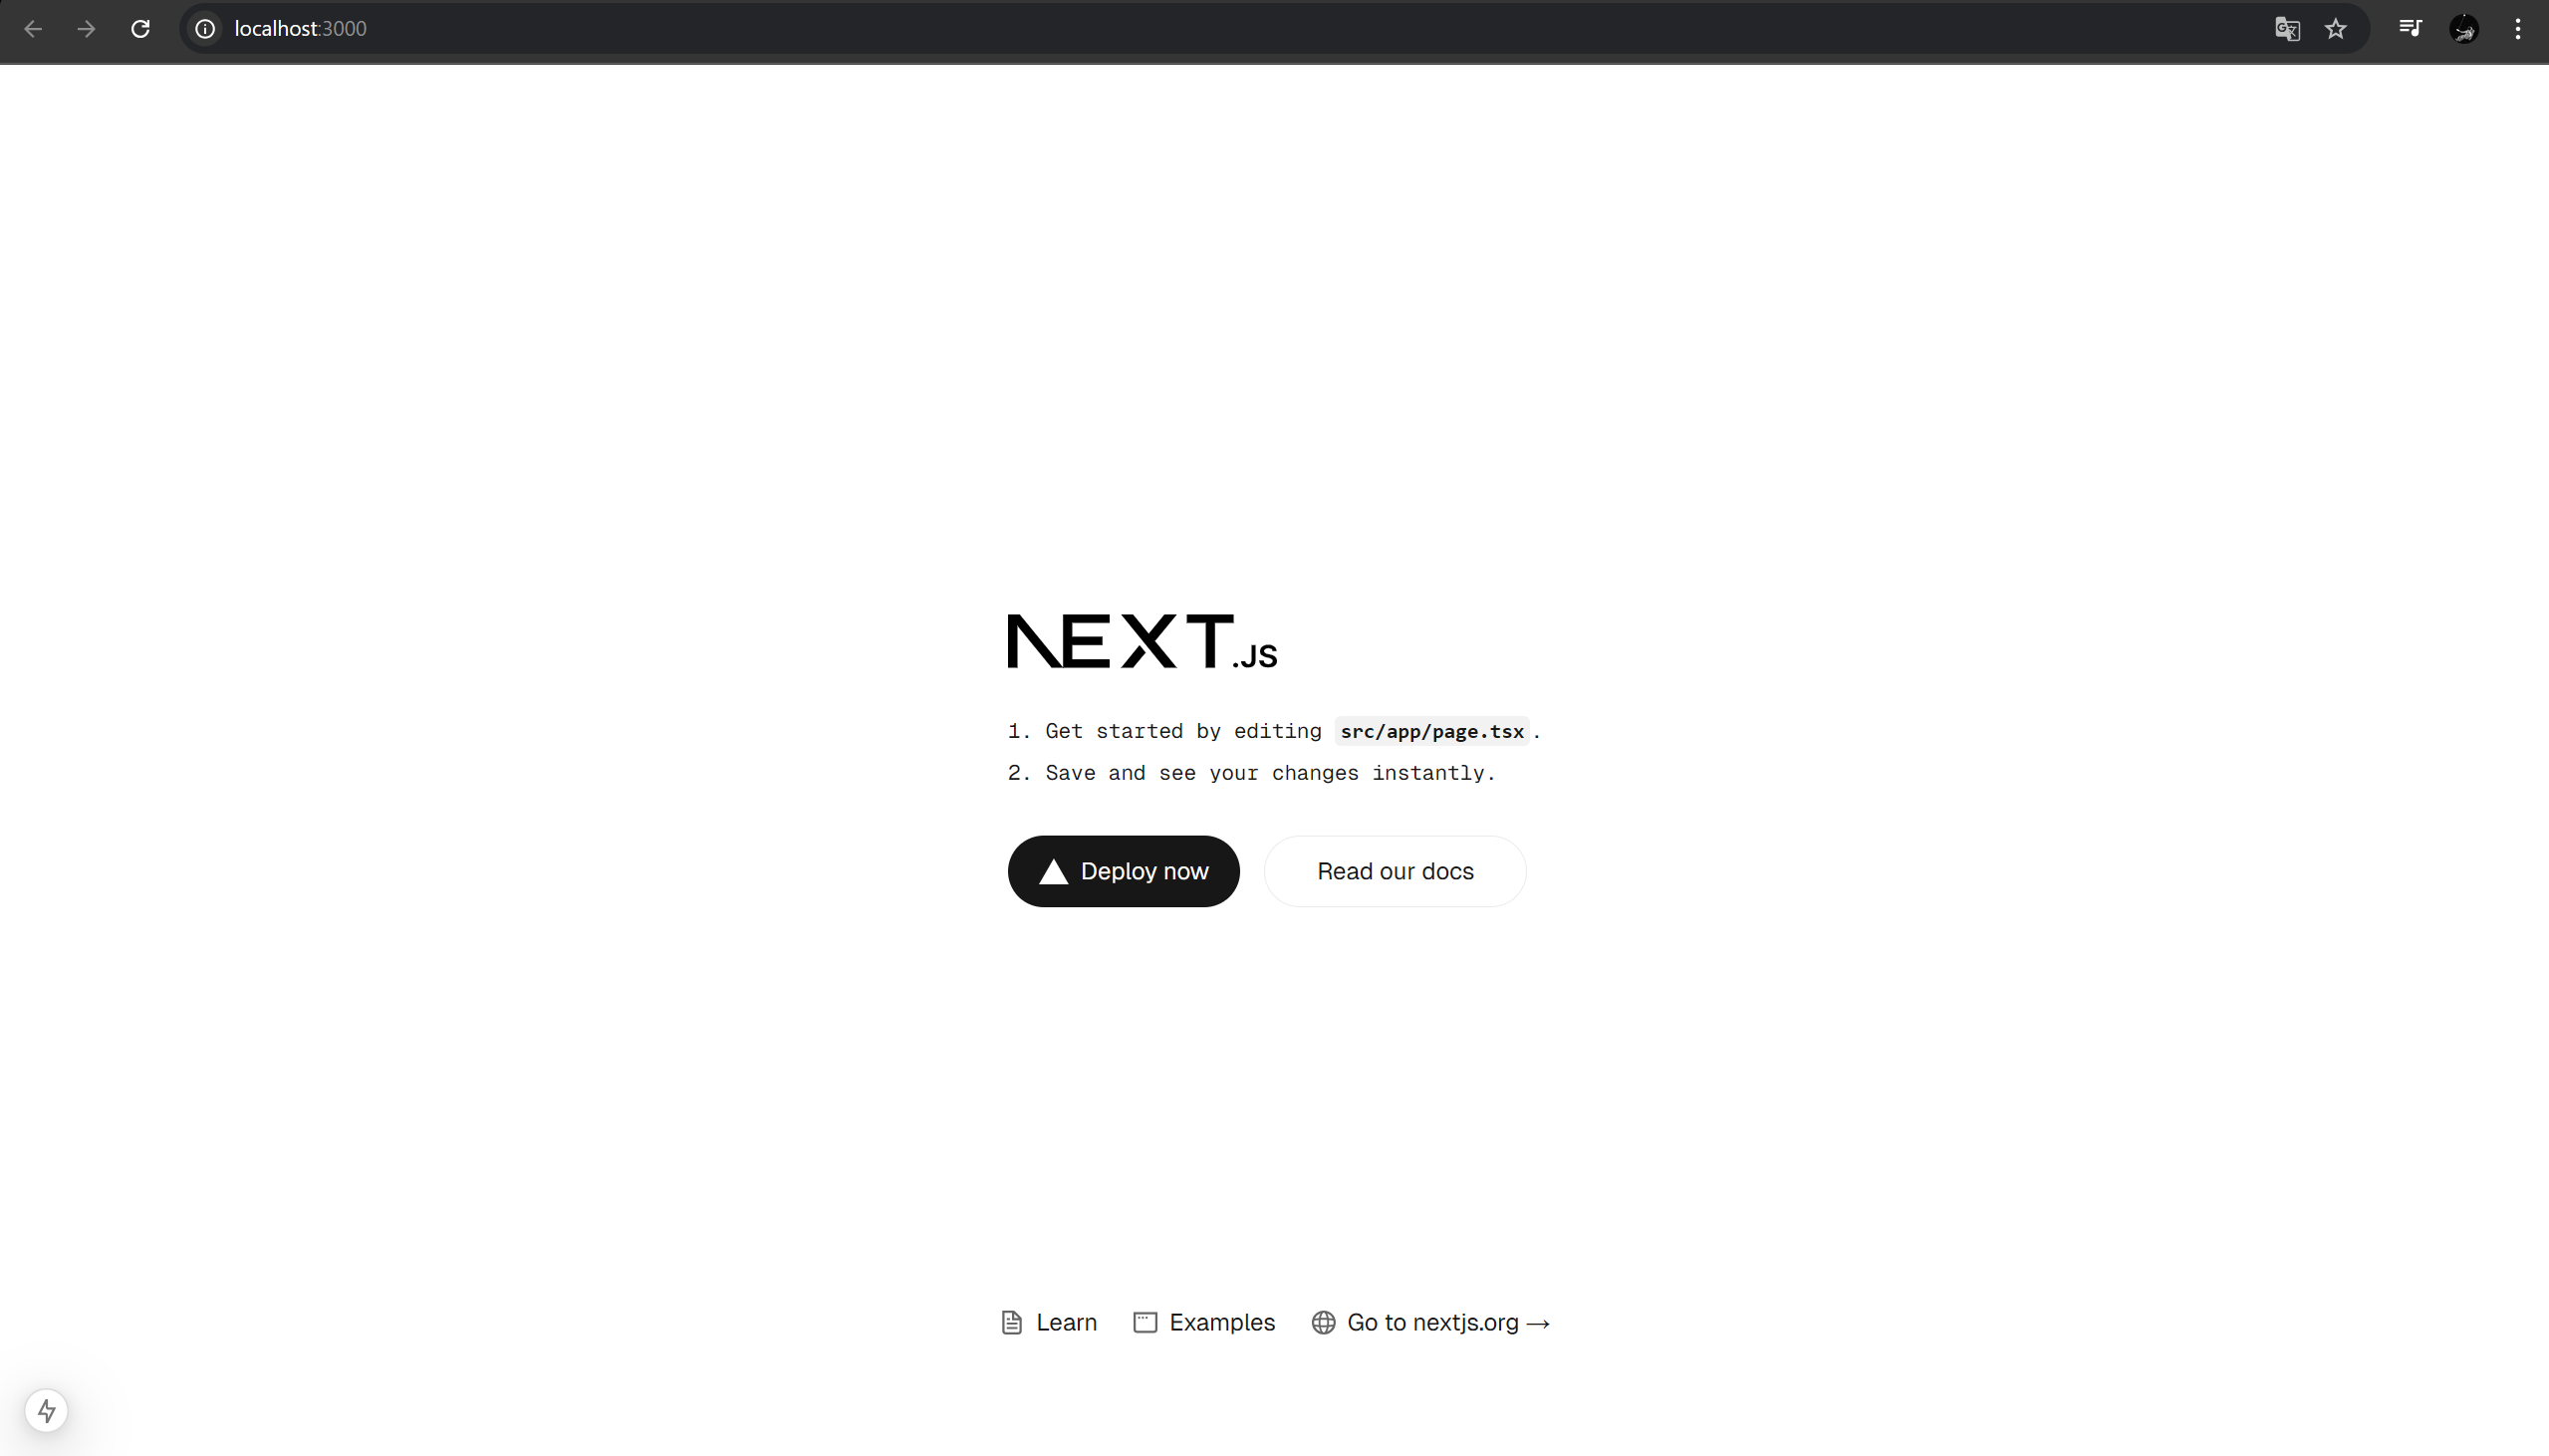 localhost:3000
NEXT.JS
1. Get started by editing src/app/page.tsx.
2. Save and see your changes instantly.
Deploy now
Read our docs
Learn
Examples
Go to nextjs.org →